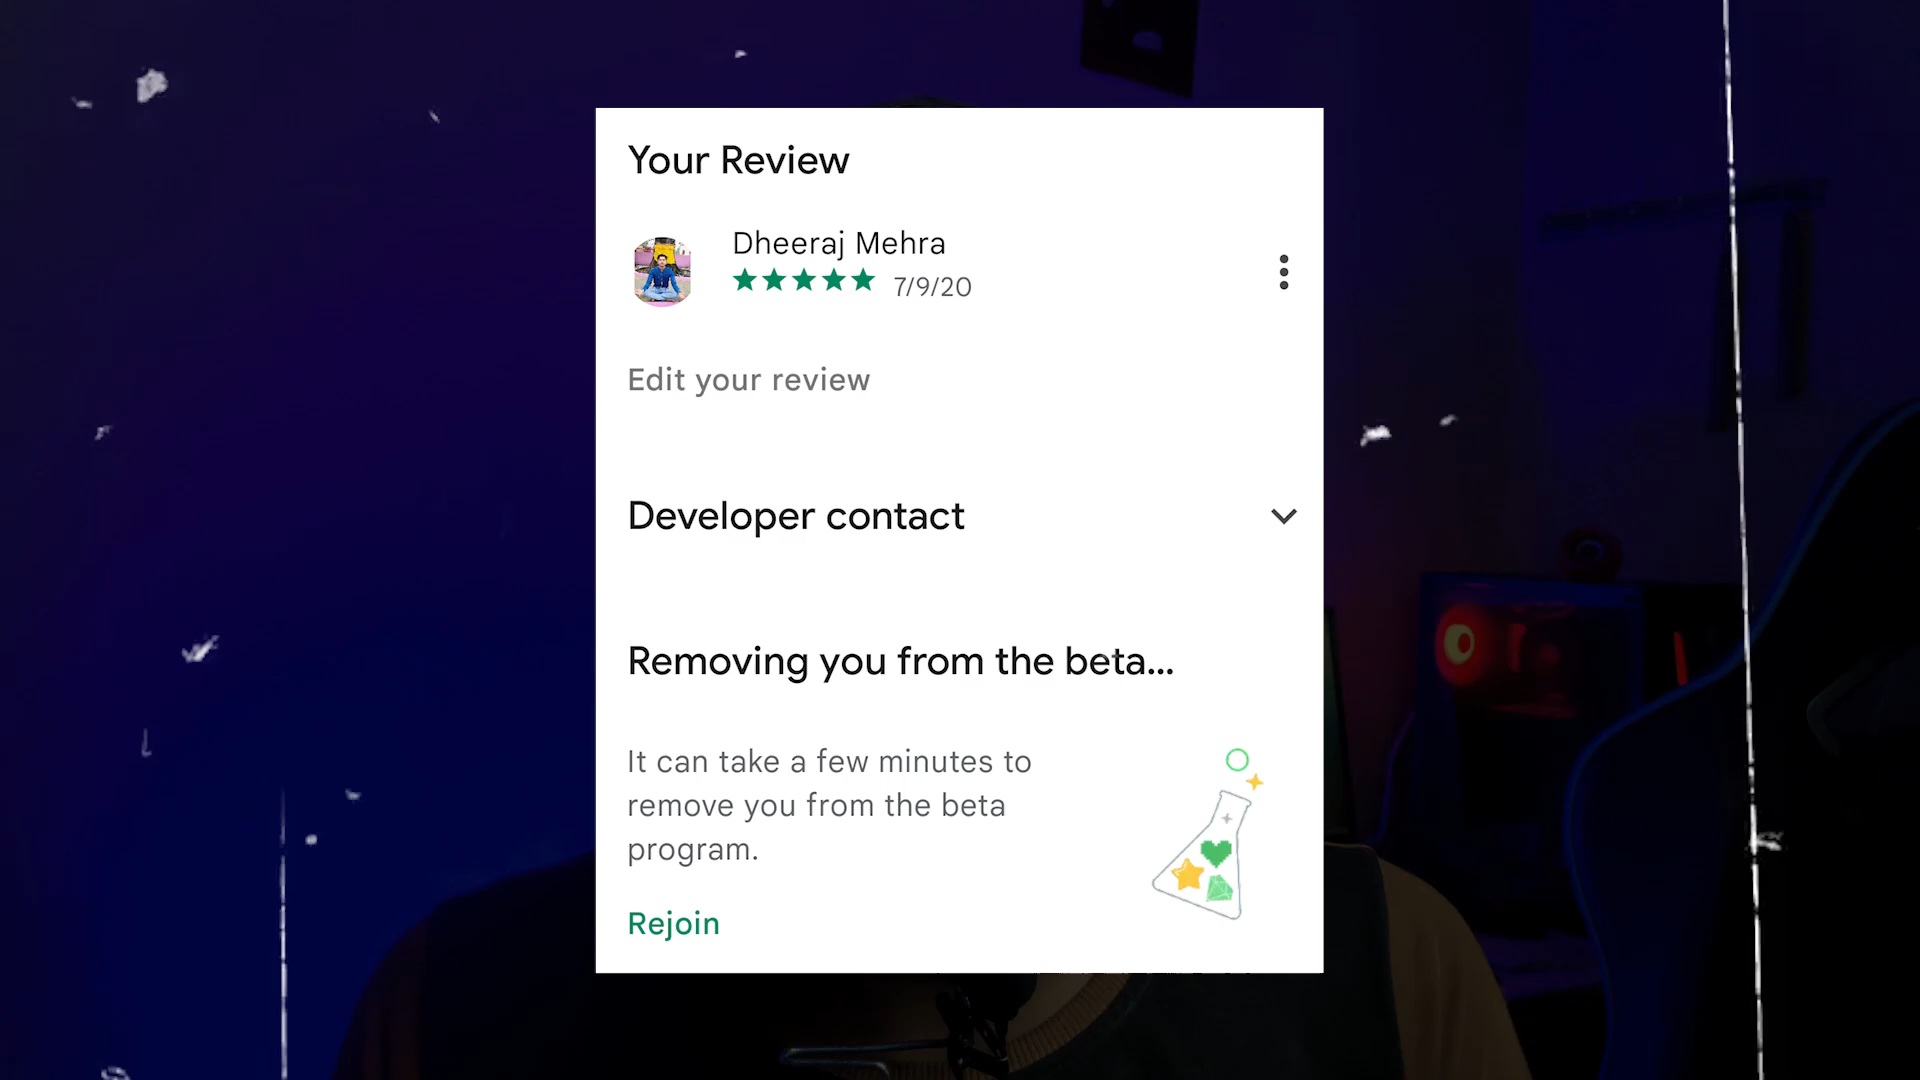 Your Review
Dheeraj Mehra
7/9/20
Edit your review
Developer contact
Removing you from the beta...
It can take a few minutes to
remove you from the beta
program.
Rejoin